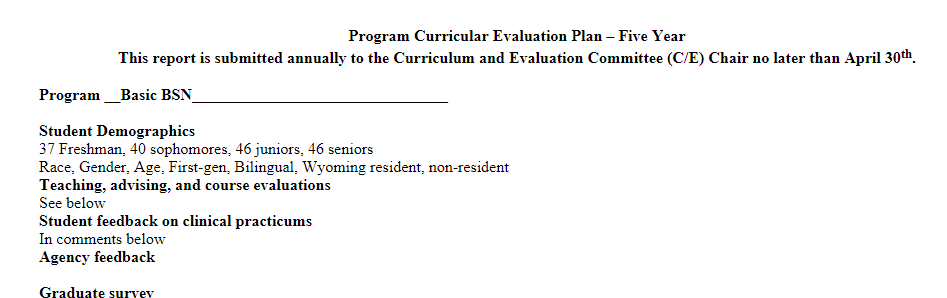 Program Curricular Evaluation Plan – Five Year
This report is submitted annually to the Curriculum and Evaluation Committee (C/E) Chair no later than April 30th.
Program __Basic BSN__________________________________
Student Demographics
37 Freshman, 40 sophomores, 46 juniors, 46 seniors
Race, Gender, Age, First-gen, Bilingual, Wyoming resident, non-resident
Teaching, advising, and course evaluations
See below
Student feedback on clinical practicums
In comments below
Agency feedback
Graduate survey